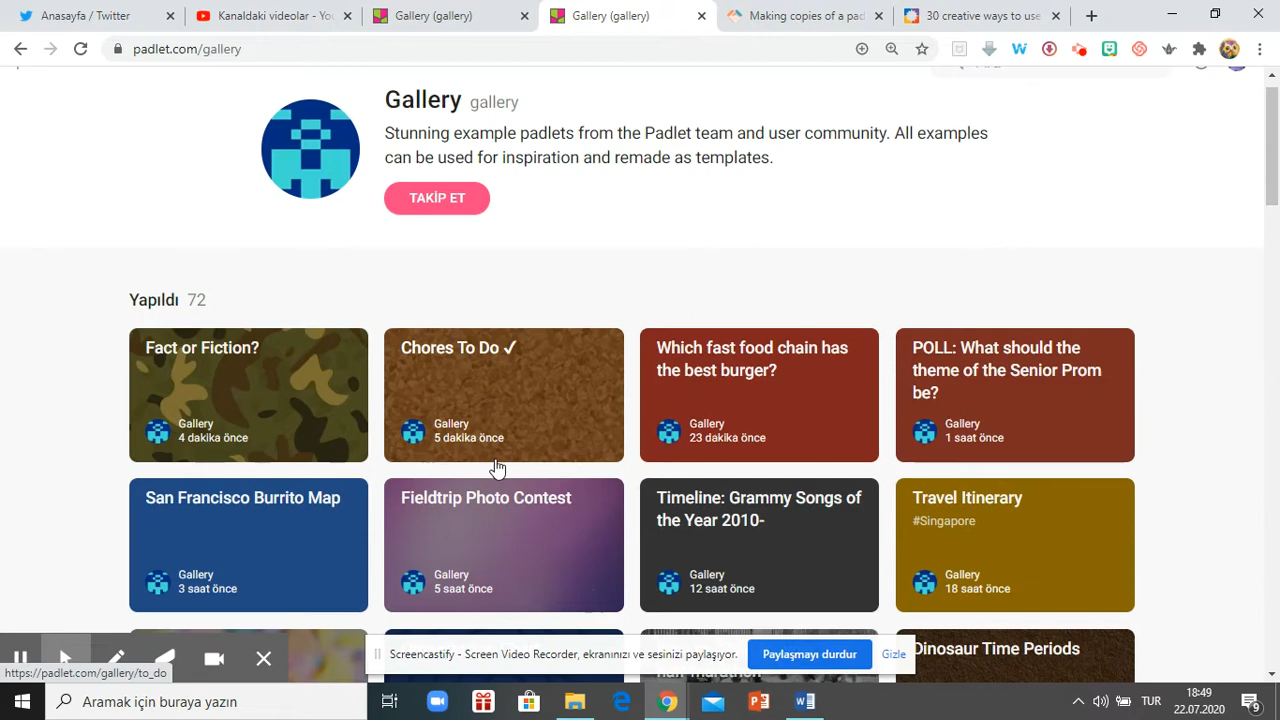 Anasayfa / Twitter
Kanaldaki videolar - Yo
Gallery (gallery)
Gallery (gallery)
Making copies of a pad
30 creative ways to use
padlet.com/gallery
Gallery gallery
Stunning example padlets from the Padlet team and user community. All examples
can be used for inspiration and remade as templates.
TAKİP ET
Yapıldı 72
Fact or Fiction?
Gallery
4 dakika önce
Chores To Do ✓
Gallery
5 dakika önce
Which fast food chain has
the best burger?
Gallery
23 dakika önce
POLL: What should the
theme of the Senior Prom
be?
Gallery
1 saat önce
San Francisco Burrito Map
Gallery
3 saat önce
Fieldtrip Photo Contest
Gallery
5 saat önce
Timeline: Grammy Songs of
the Year 2010-
Gallery
12 saat önce
Travel Itinerary
#Singapore
Gallery
18 saat önce
Dinosaur Time Periods
Screencastify - Screen Video Recorder, ekranınızı ve sesinizi paylaşıyor.
Paylaşmayı durdur
Gizle
https://padlet.com/gallery/to_do
Aramak için buraya yazın
TUR
18:49
22.07.2020